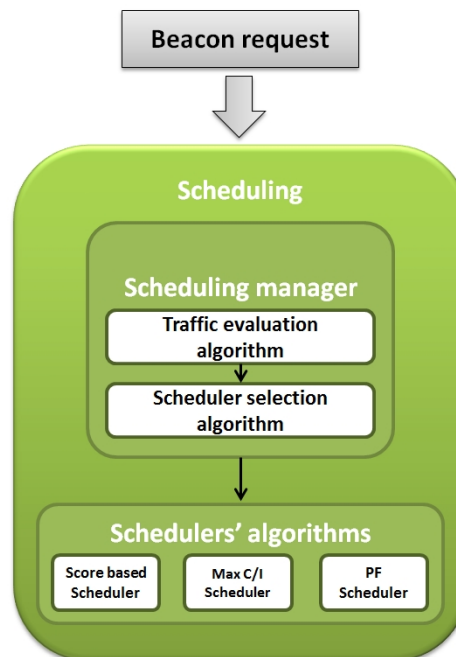 Beacon request
Scheduling
Scheduling manager
Traffic evaluation
algorithm
Scheduler selection
algorithm
Schedulers' algorithms
Score based
Scheduler
Max C/I
Scheduler
PF
Scheduler